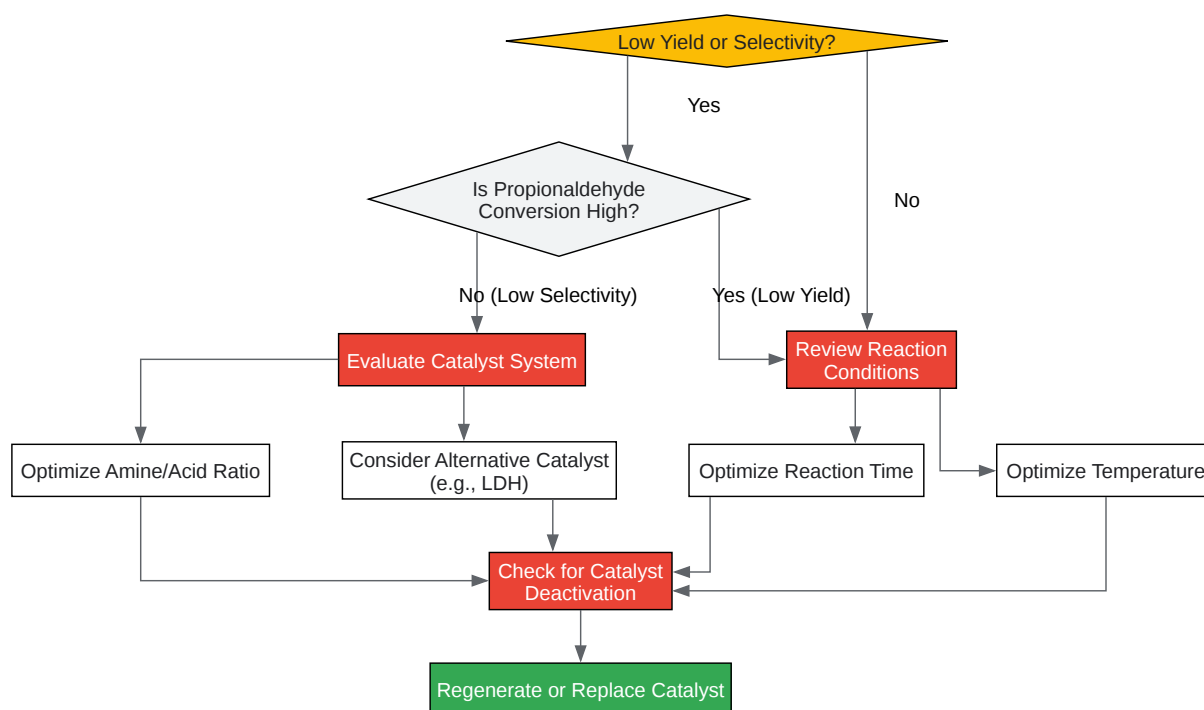 Low Yield or Selectivity?
Yes
Is Propionaldehyde
Conversion High?
No
No (Low Selectivity)
Yes (Low Yield)
Evaluate Catalyst System
Review Reaction
Conditions
Optimize Amine/Acid Ratio
Consider Alternative Catalyst
(e.g., LDH)
Optimize Reaction Time
Optimize Temperature
Check for Catalyst
Deactivation
Regenerate or Replace Catalyst